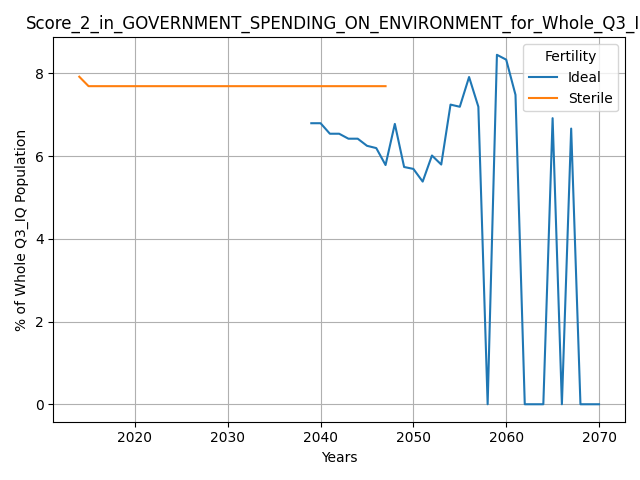 Score_2_in_GOVERNMENT_SPENDING_ON_ENVIRONMENT_for_Whole_Q3_I
Fertility
Ideal
Sterile
8
6
4
2
0
% of Whole Q3_IQ Population
2020 2030 2040 2050 2060 2070
Years